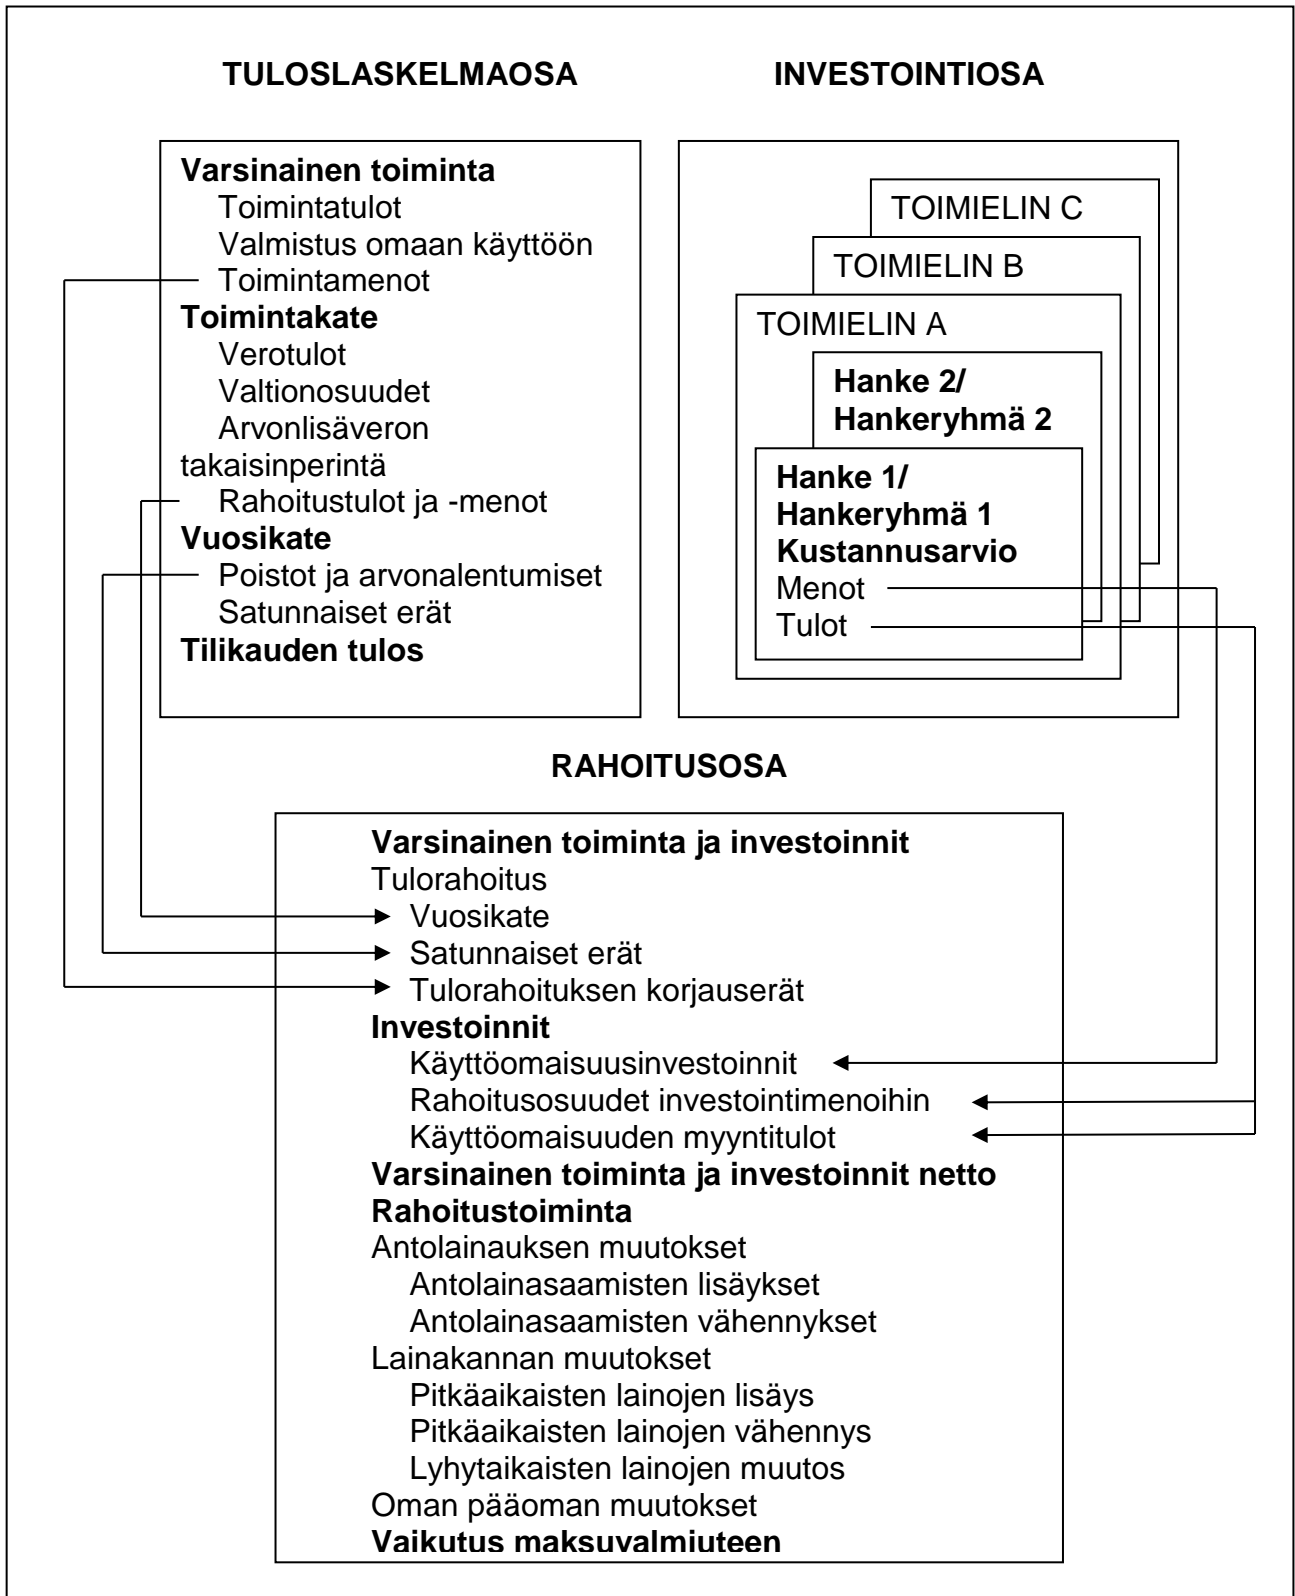 TULOSLASKELMAOSA
Varsinainen toiminta
Toimintatulot
Valmistus omaan käyttöön
Toimintamenot
Toimintakate
Verotulot
Valtionosuudet
Arvonlisäveron
takaisinperintä
Rahoitustulot ja -menot
Vuosikate
Poistot ja arvonalentumiset
Satunnaiset erät
Tilikauden tulos
INVESTOINTIOSA
TOIMIELIN C
TOIMIELIN B
TOIMIELIN A
Hanke 2/
Hankeryhmä 2
Hanke 1/
Hankeryhmä 1
Kustannusarvio
Menot
Tulot
RAHOITUSOSA
Varsinainen toiminta ja investoinnit
Tulorahoitus
Vuosikate
Satunnaiset erät
Tulorahoituksen korjauserät
Investoinnit
Käyttöomaisuusinvestoinnit
Rahoitusosuudet investointimenoihin
Käyttöomaisuuden myyntitulot
Varsinainen toiminta ja investoinnit netto
Rahoitustoiminta
Antolainauksen muutokset
Antolainasaamisten lisäykset
Antolainasaamisten vähennykset
Lainakannan muutokset
Pitkäaikaisten lainojen lisäys
Pitkäaikaisten lainojen vähennys
Lyhytaikaisten lainojen muutos
Oman pääoman muutokset
Vaikutus maksuvalmiuteen